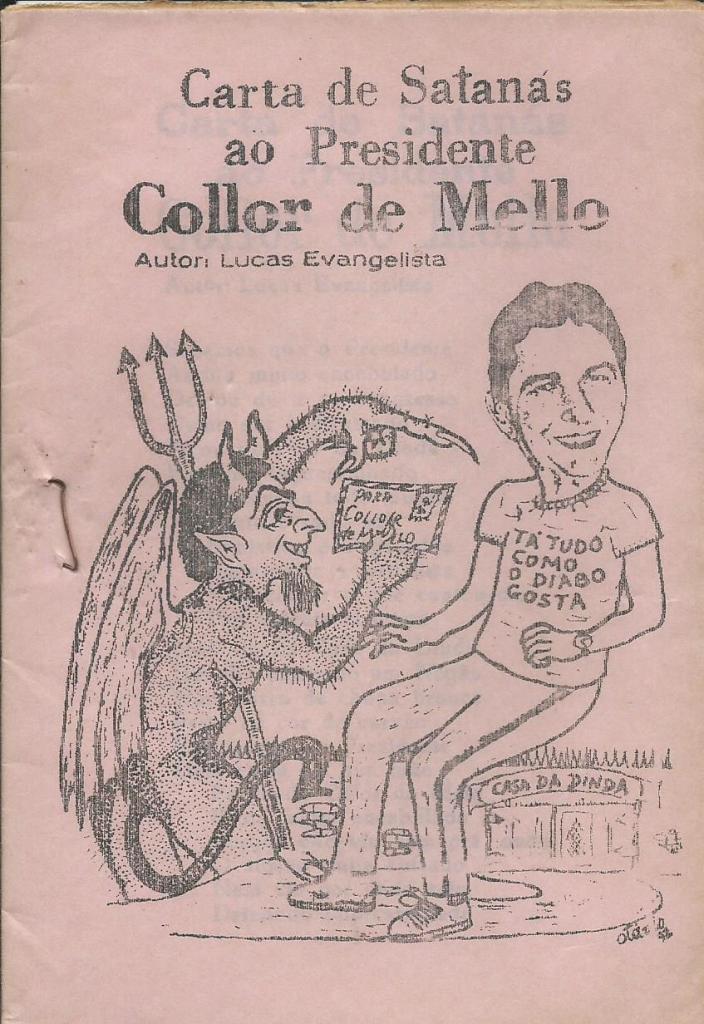 Carta de Satanás
ao Presidente
Collor de Mello
Autor: Lucas Evangelista
PARA
COLLOR
de MELLO
TÁ TUDO
COMO
O DIABO
GOSTA
CASA DA DINDA